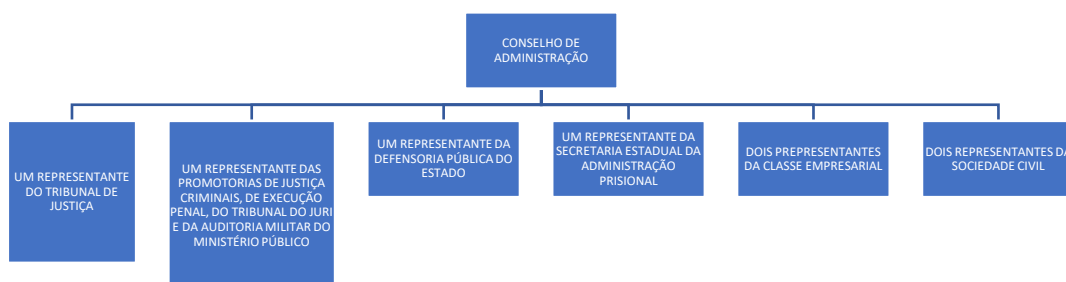 CONSELHO DE
ADMINISTRAÇÃO
UM REPRESENTANTE
DO TRIBUNAL DE
JUSTIÇA
UM REPRESENTANTE DAS
PROMOTORIAS DE JUSTIÇA
CRIMINAIS, DE EXECUÇÃO
PENAL, DO TRIBUNAL DO JURI
E DA AUDITORIA MILITAR DO
MINISTÉRIO PÚBLICO
UM REPRESENTANTE DA
DEFENSORIA PÚBLICA DO
ESTADO
UM REPRESENTANTE DA
SECRETARIA ESTADUAL DA
ADMINISTRAÇÃO
PRISIONAL
DOIS PREPRESENTANTES
DA CLASSE EMPRESARIAL
DOIS REPRESENTANTES DA
SOCIEDADE CIVIL